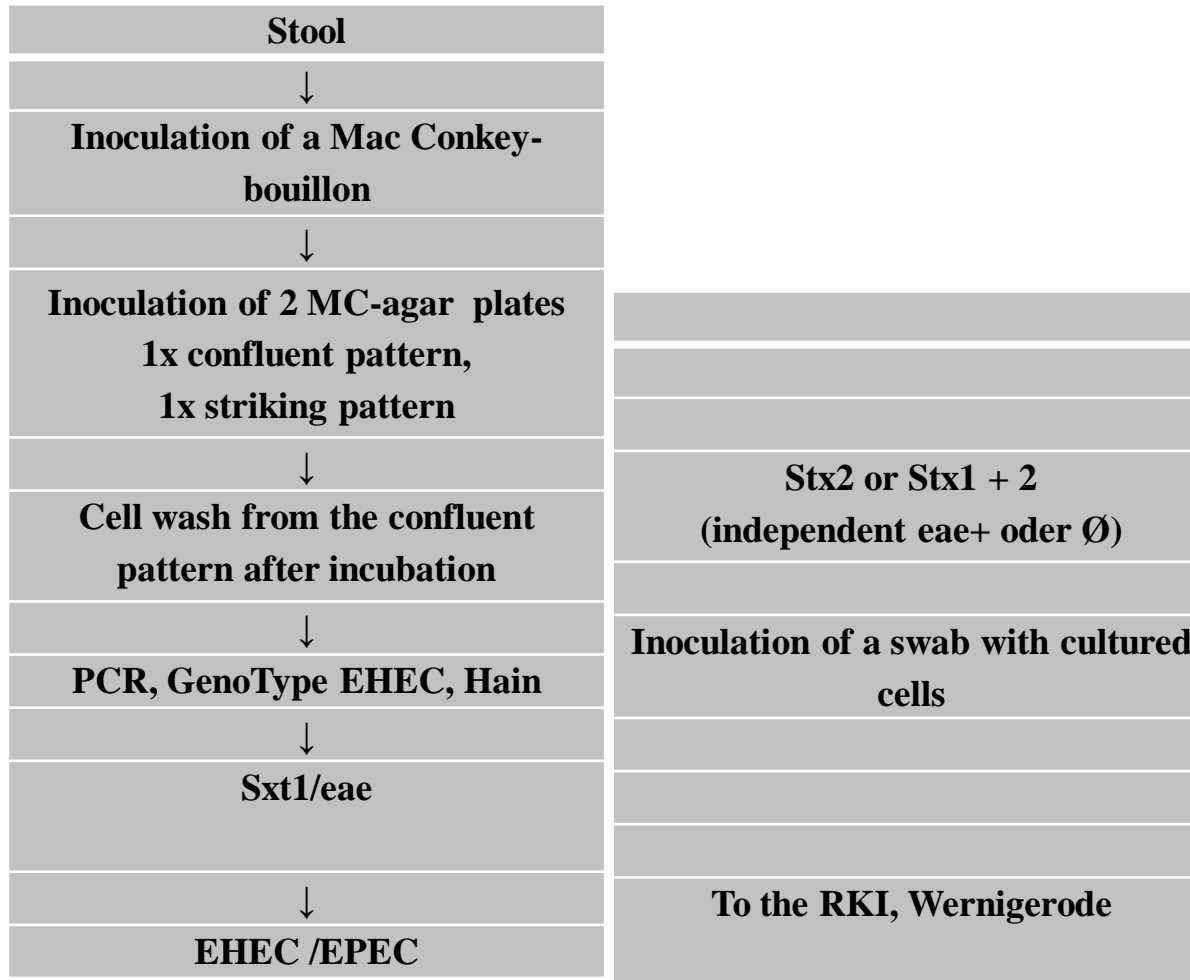 Stool
↓
Inoculation of a Mac Conkey-
bouillon
↓
Inoculation of 2 MC-agar plates
1x confluent pattern,
1x striking pattern
↓
Cell wash from the confluent
pattern after incubation
↓
PCR, GenoType EHEC, Hain
↓
Sxt1/eae
↓
EHEC /EPEC
Stx2 or Stx1 + 2
(independent eae+ oder Ø)
Inoculation of a swab with cultured
cells
To the RKI, Wernigerode